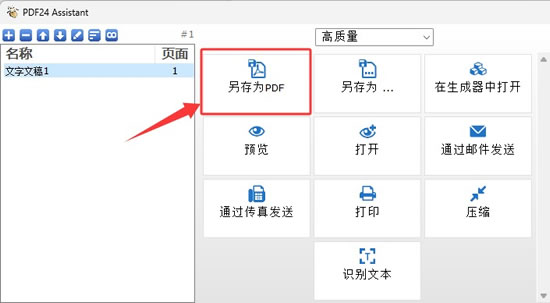 PDF24 Assistant
#1
高质量
名称 页面
文字文稿1 1
另存为PDF
另存为 ...
在生成器中打开
预览
打开
通过邮件发送
通过传真发送
打印
压缩
T
识别文本